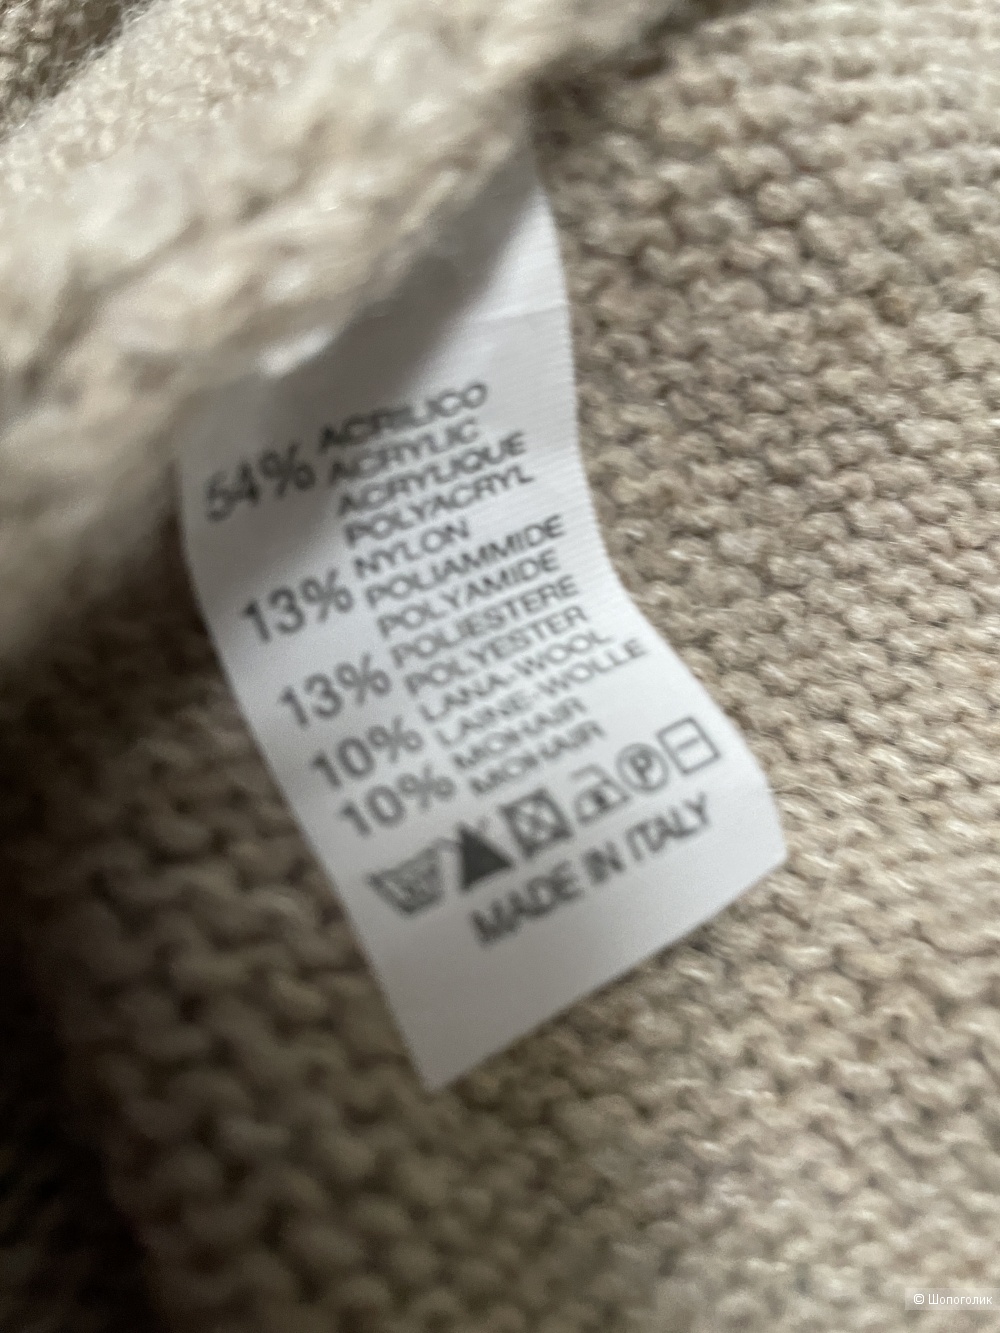 54% ACRILICO
ACRYLIC
ACRYLIQUE
POLYACRYL
NYLON
13% POLIAMMIDE
POLYAMIDE
13% POLIESTERE
POLYESTER
10% LANA-WOOL
LAINE-WOLLE
10% MOHAIR
MOHAIR
P
MADE IN ITALY
© Шопоголик